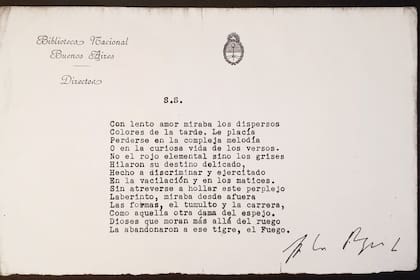 Biblioteca Nacional
Buenos Aires
Director
S.S.
Con lento amor miraba los dispersos
Colores de la tarde. Le placía
Perderse en la compleja melodía
O en la curiosa vida de los versos.
No el rojo elemental sino los grises
Hilaron su destino delicado,
Hecho a discriminar y ejercitado
En la vacilación y en los matices.
Sin atreverse a hollar este perplejo
Laberinto, miraba desde afuera
Las formas, el tumulto y la carrera,
Como aquella otra dama del espejo.
Dioses que moran más allá del ruego
La abandonaron a ese tigre, el Fuego.